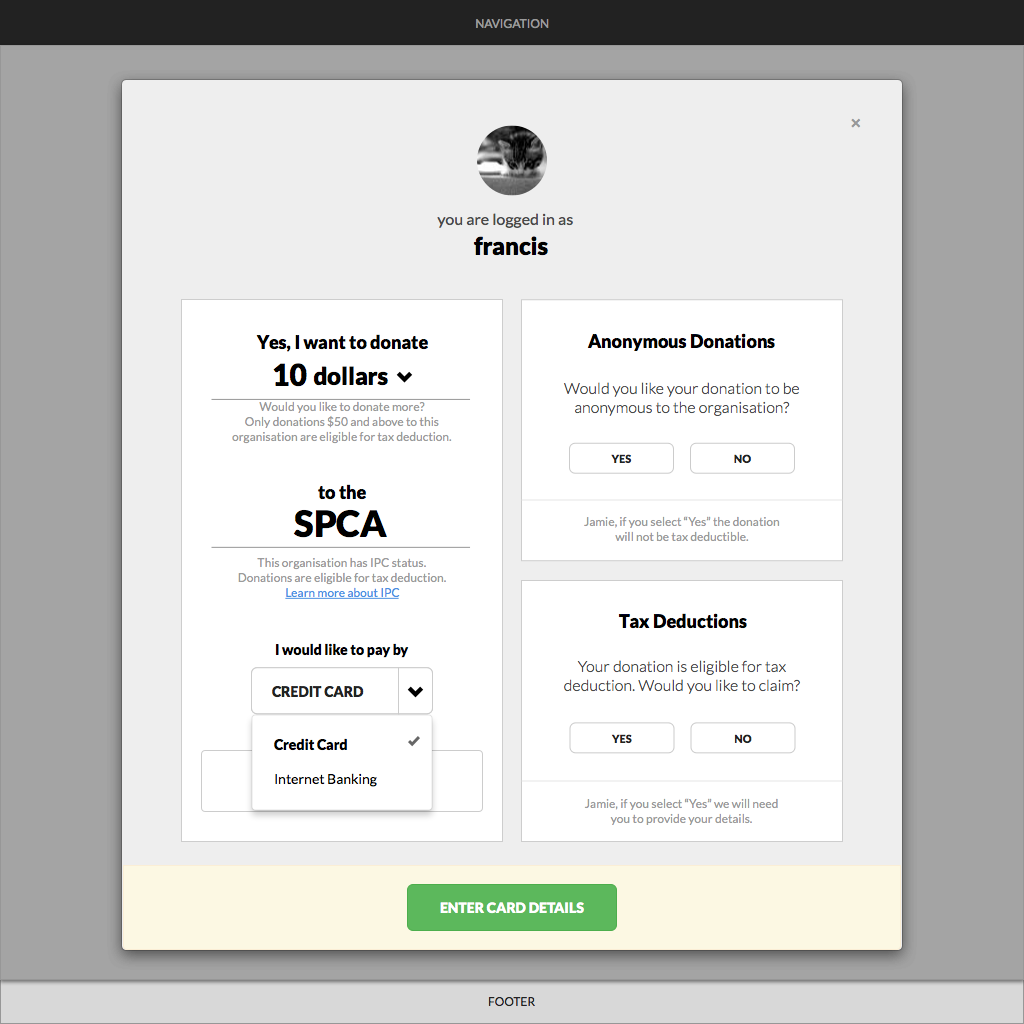 NAVIGATION
×
you are logged in as
francis
Yes, I want to donate
10 dollars
Would you like to donate more?
Only donations $50 and above to this
organisation are eligible for tax deduction.
to the
SPCA
This organisation has IPC status.
Donations are eligible for tax deduction.
Learn more about IPC
I would like to pay by
CREDIT CARD
Credit Card
Internet Banking
Anonymous Donations
Would you like your donation to be
anonymous to the organisation?
YES NO
Jamie, if you select “Yes” the donation
will not be tax deductible.
Tax Deductions
Your donation is eligible for tax
deduction. Would you like to claim?
YES NO
Jamie, if you select “Yes” we will need
you to provide your details.
ENTER CARD DETAILS
FOOTER